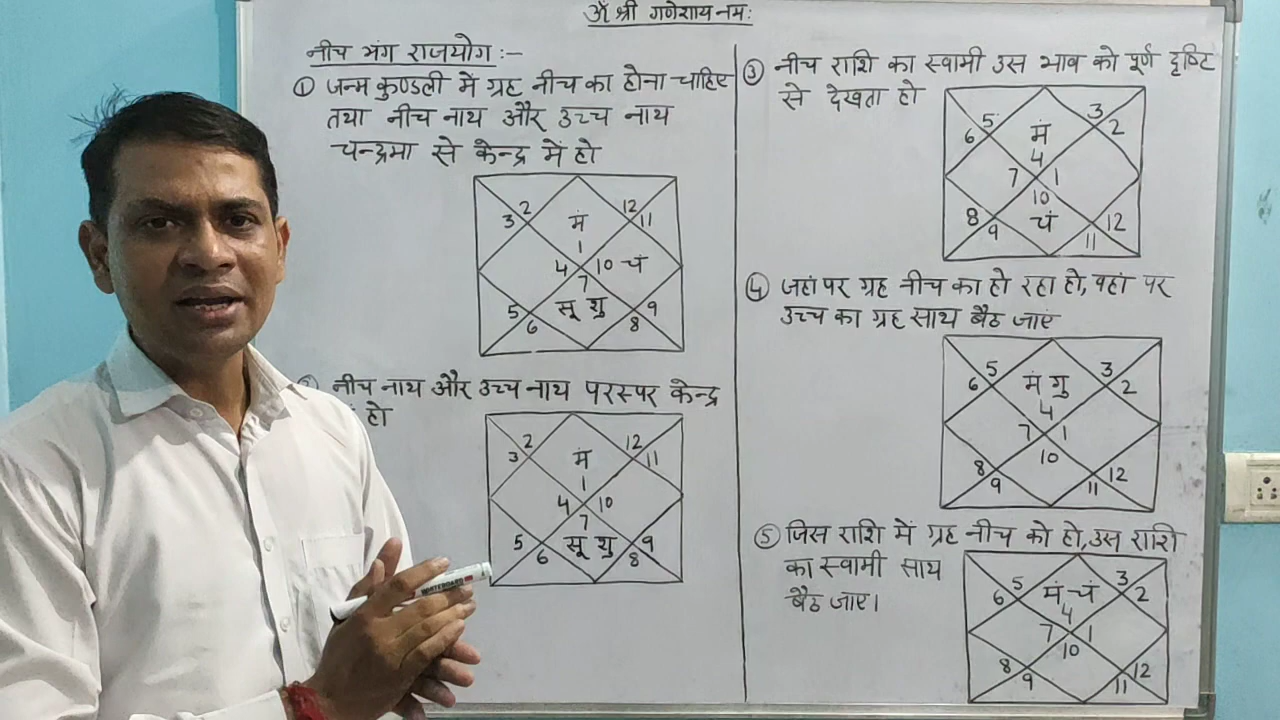 ॐ श्री गणेशाय नमः
नीच भंग राजयोग :-
① जन्म कुण्डली में ग्रह नीच का होना चाहिए
तथा नीच नाथ और उच्च नाथ
चन्द्रमा से केन्द्र में हो
2 12
3 मं 11
1
4 10 चं
7
5 सू शु 9
6 8
नीच नाथ और उच्च नाथ परस्पर केन्द्र
हो
2 12
3 मं 11
1
4 10
7
5 सू शु 9
6 8
③ नीच राशि का स्वामी उस भाव को पूर्ण दृष्टि
से देखता हो
5 3
6 मं 2
4
7 1
10
8 चं 12
9 11
④ जहां पर ग्रह नीच का हो रहा हो, वहां पर
उच्च का ग्रह साथ बैठ जाए
5 3
6 मं गु 2
4
7 1
10
8 12
9 11
⑤ जिस राशि में ग्रह नीच को हो, उस राशि
का स्वामी साथ
बैठ जाए।
5 3
6 मं चं 2
4
7 1
10
8 12
9 11
WHITEBOARD